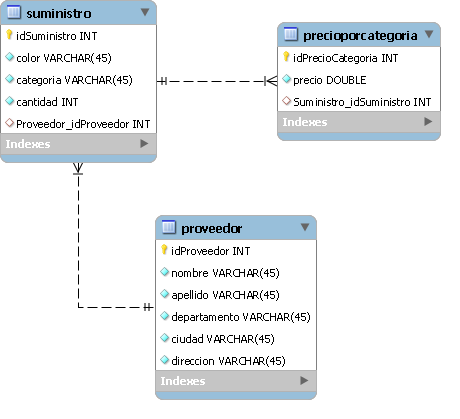 suministro
idSuministro INT
color VARCHAR(45)
categoria VARCHAR(45)
cantidad INT
Proveedor_idProveedor INT
Indexes
precioporcategoria
idPrecioCategoria INT
precio DOUBLE
Suministro_idSuministro INT
Indexes
proveedor
idProveedor INT
nombre VARCHAR(45)
apellido VARCHAR(45)
departamento VARCHAR(45)
ciudad VARCHAR(45)
direccion VARCHAR(45)
Indexes